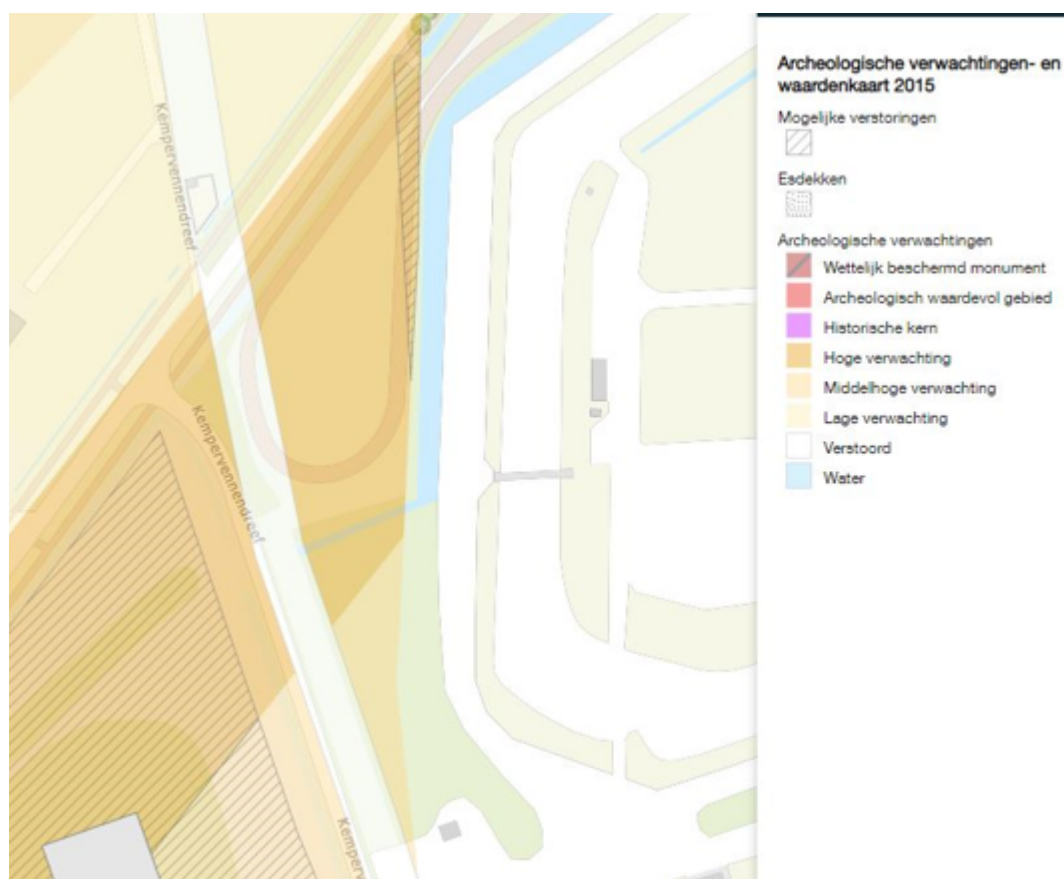 Kempervennendreef
Kempervennendreef
Kemperv
Archeologische verwachtingen- en
waardenkaart 2015
Mogelijke verstoringen
Esdekken
Archeologische verwachtingen
Wettelijk beschermd monument
Archeologisch waardevol gebied
Historische kern
Hoge verwachting
Middelhoge verwachting
Lage verwachting
Verstoord
Water